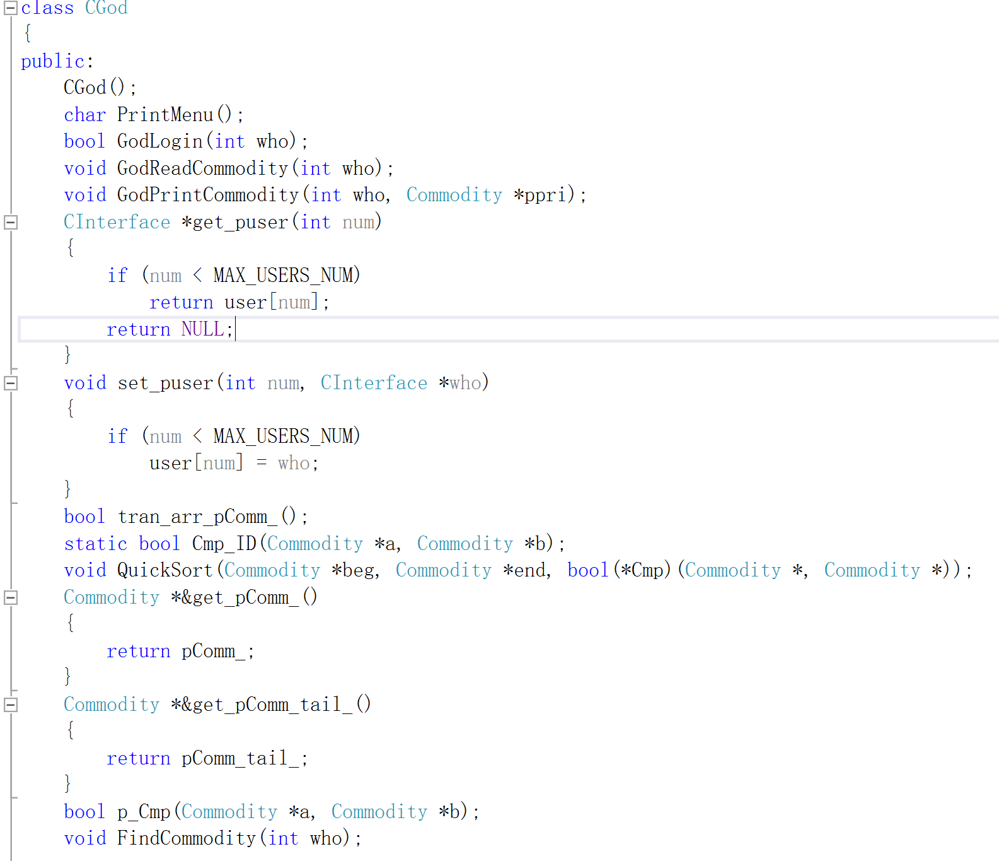 class CGod
{
public:
    CGod();
    char PrintMenu();
    bool GodLogin(int who);
    void GodReadCommodity(int who);
    void GodPrintCommodity(int who, Commodity *ppri);
    CInterface *get_puser(int num)
    {
        if (num < MAX_USERS_NUM)
            return user[num];
        return NULL;
    }
    void set_puser(int num, CInterface *who)
    {
        if (num < MAX_USERS_NUM)
            user[num] = who;
    }
    bool tran_arr_pComm_();
    static bool Cmp_ID(Commodity *a, Commodity *b);
    void QuickSort(Commodity *beg, Commodity *end, bool(*Cmp)(Commodity *, Commodity *));
    Commodity *&get_pComm_()
    {
        return pComm_;
    }
    Commodity *&get_pComm_tail_()
    {
        return pComm_tail_;
    }
    bool p_Cmp(Commodity *a, Commodity *b);
    void FindCommodity(int who);